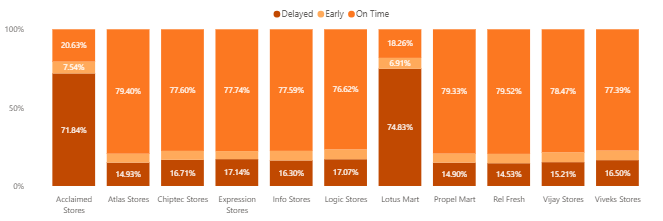 Delayed Early On Time
100%
50%
0%
20.63% 79.40% 77.60% 77.74% 77.59% 76.62% 18.26% 79.33% 79.52% 78.47% 77.39%
7.54% 6.91%
71.84% 14.93% 16.71% 17.14% 16.30% 17.07% 74.83% 14.90% 14.53% 15.21% 16.50%
Acclaimed Atlas Stores Chiptec Stores Expression Info Stores Logic Stores Lotus Mart Propel Mart Rel Fresh Vijay Stores Viveks Stores
Stores Stores